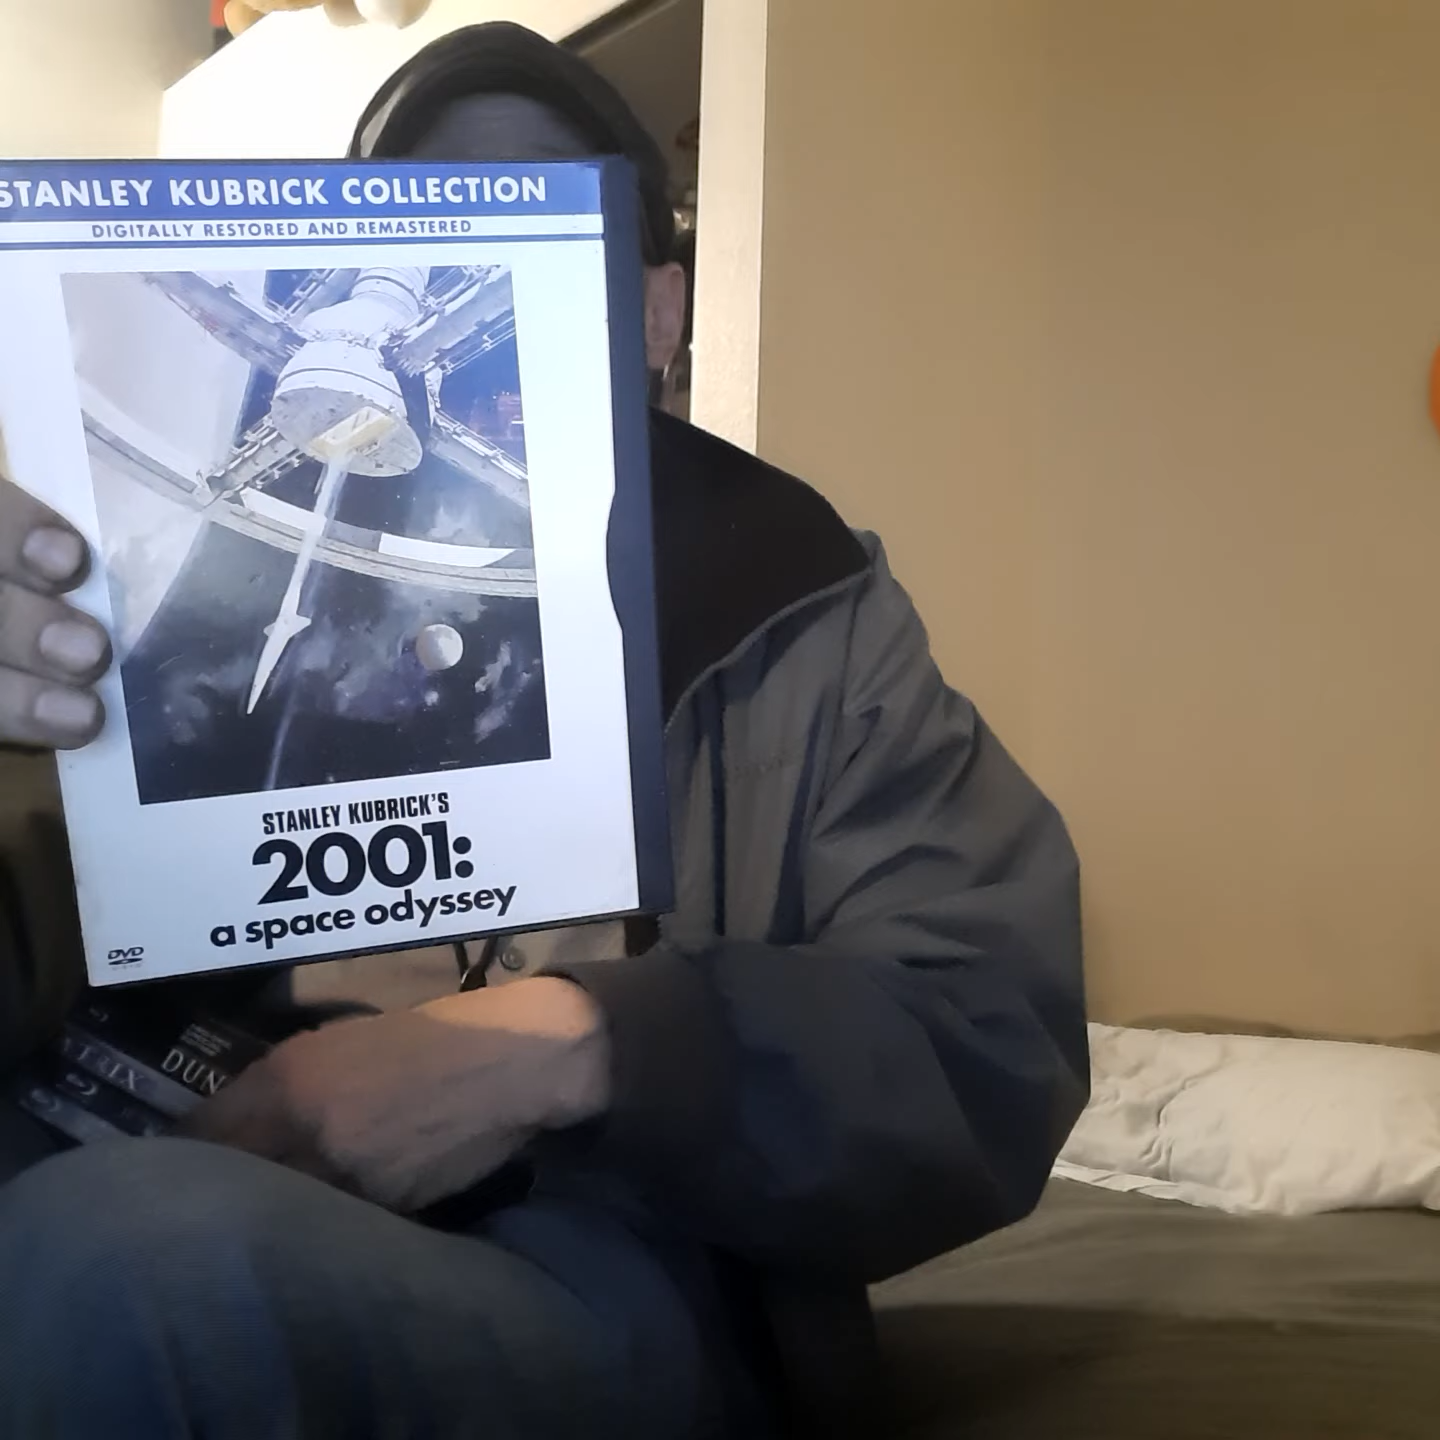 STANLEY KUBRICK COLLECTION
DIGITALLY RESTORED AND REMASTERED
STANLEY KUBRICK'S
2001:
a space odyssey
DVD
DUN